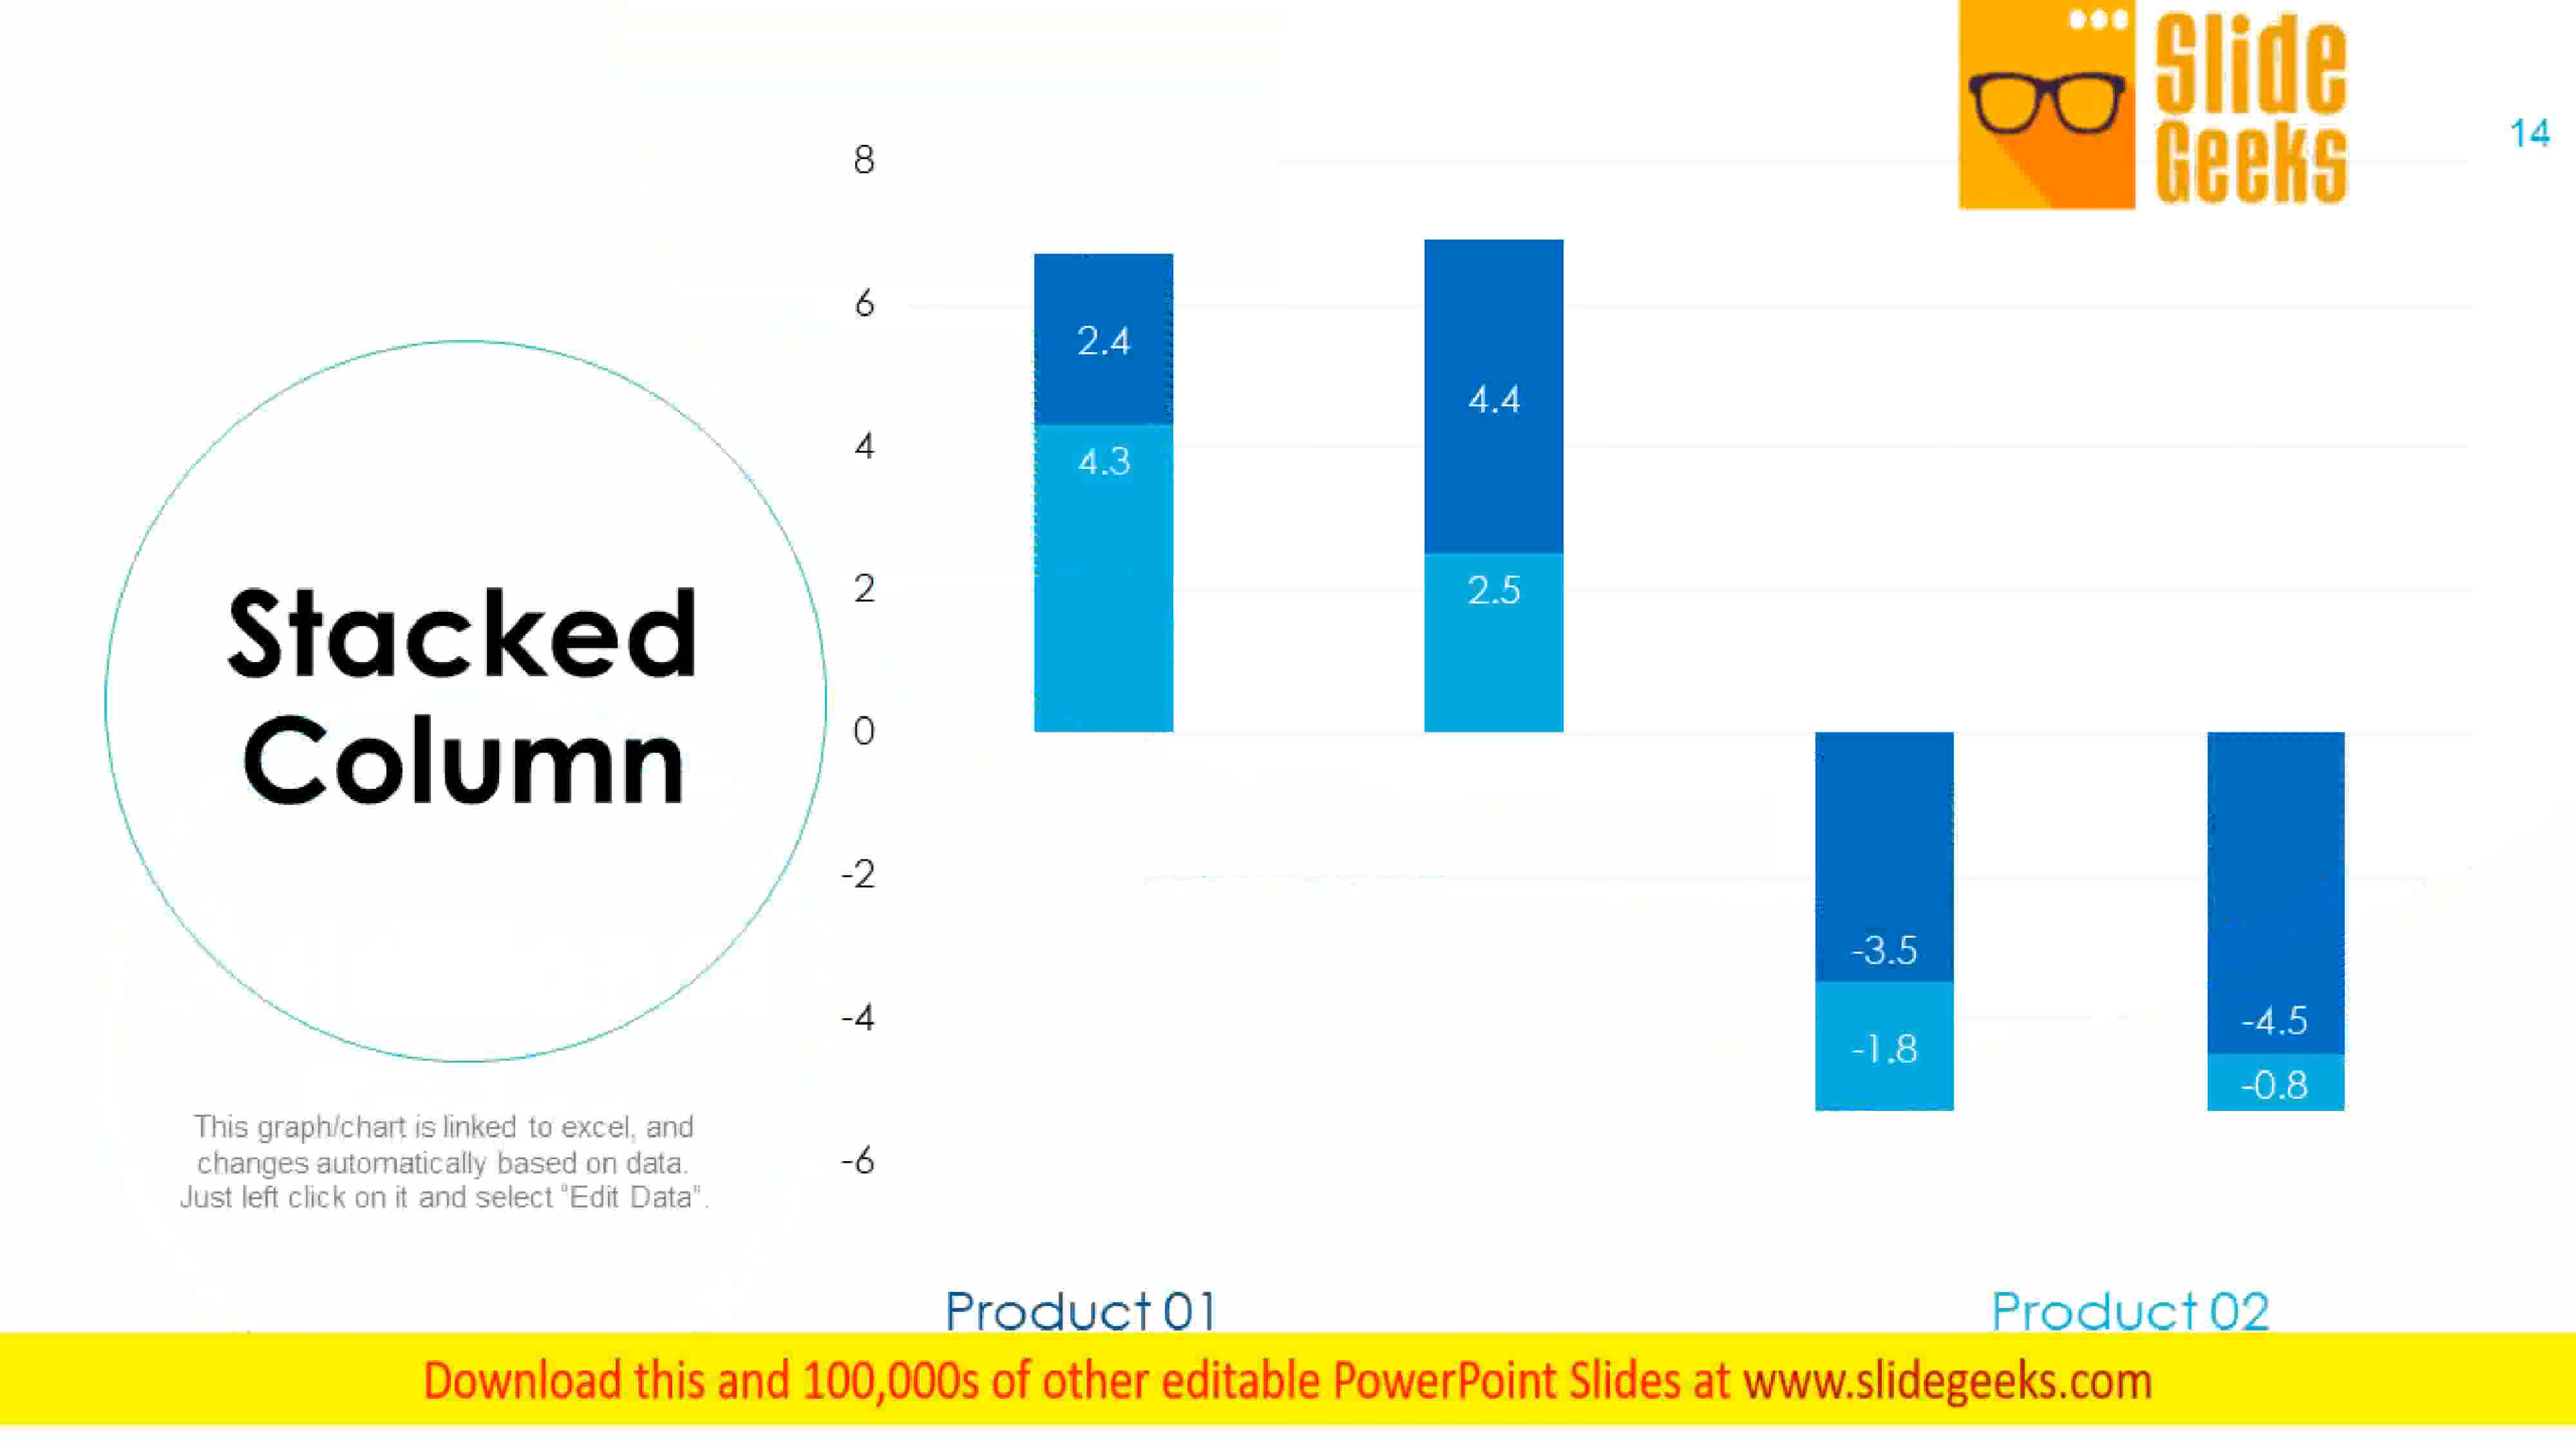 Slide
Geeks
14
8
6
4
2
0
-2
-4
-6
2.4
4.3
4.4
2.5
-3.5
-1.8
-4.5
-0.8
Stacked
Column
This graph/chart is linked to excel, and
changes automatically based on data.
Just left click on it and select “Edit Data”.
Product 01
Product 02
Download this and 100,000s of other editable PowerPoint Slides at www.slidegeeks.com